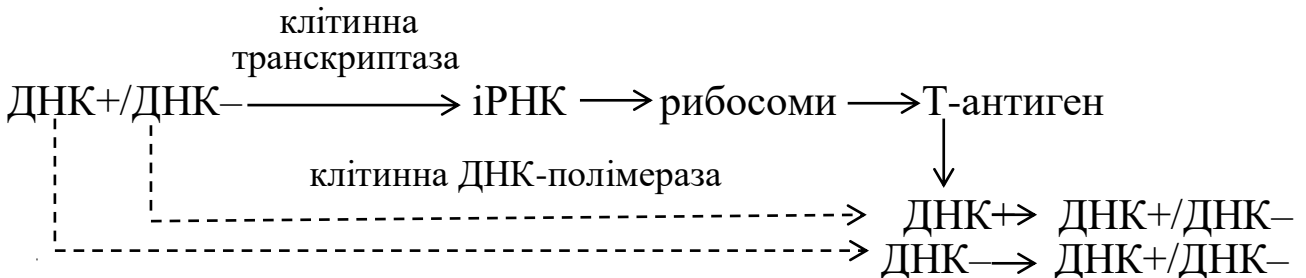 клітинна
транскриптаза
ДНК+/ДНК– іРНК рибосоми Т-антиген
клітинна ДНК-полімераза
ДНК+ ДНК+/ДНК–
ДНК– ДНК+/ДНК–